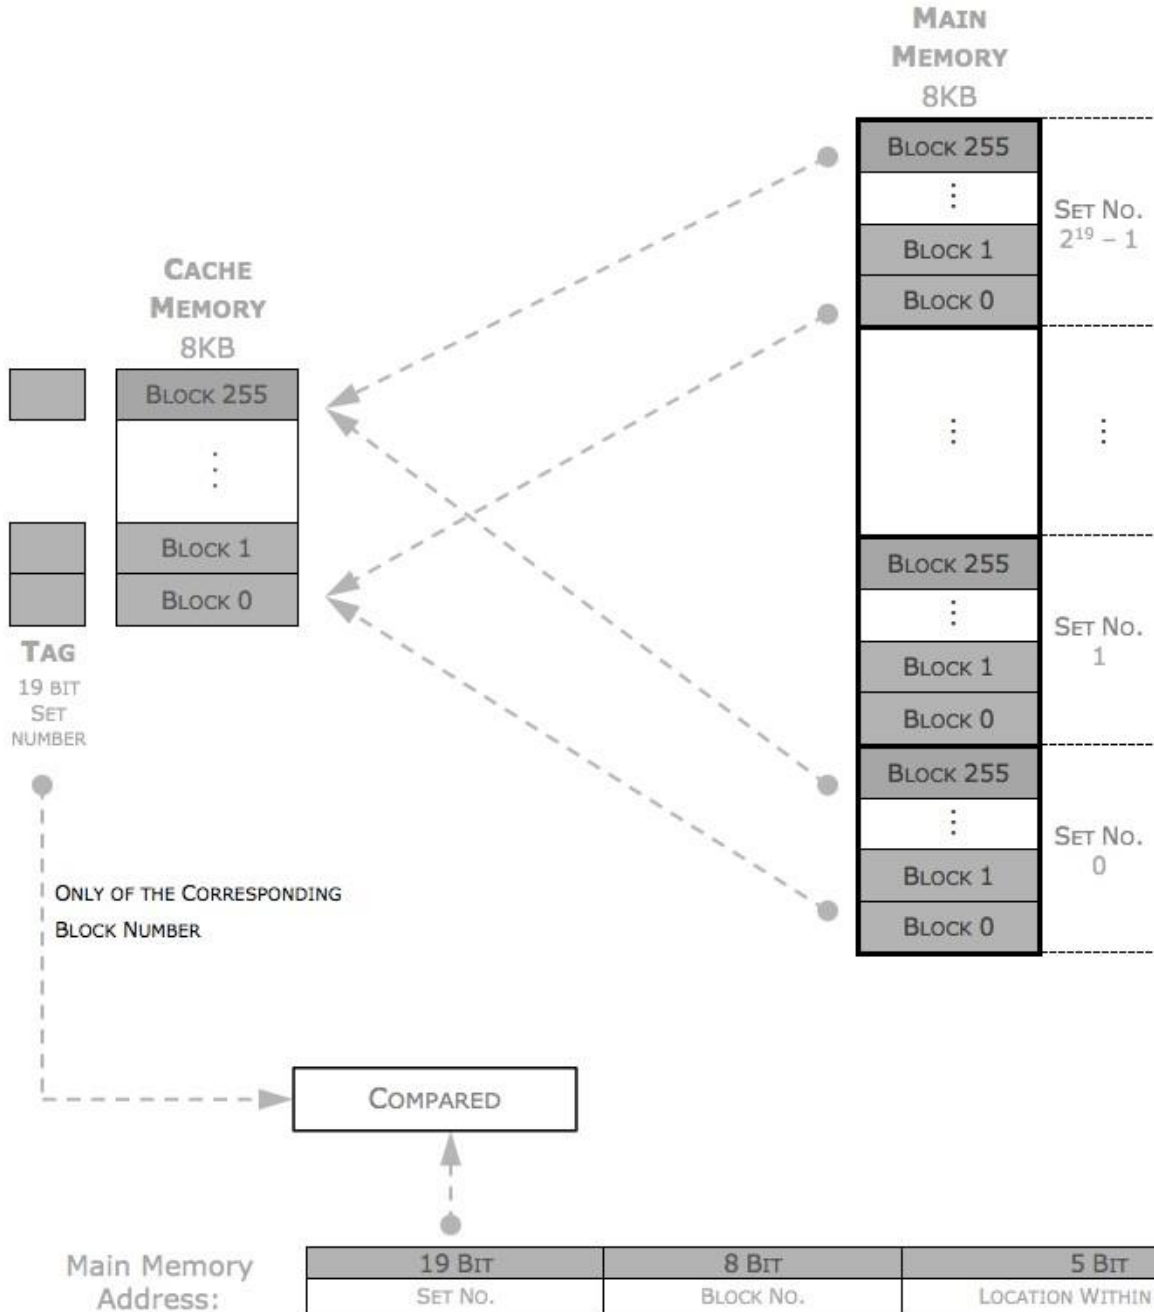 MAIN
MEMORY
8KB
BLOCK 255
⋮
BLOCK 1
BLOCK 0
SET NO.
2¹⁹ – 1
⋮
⋮
BLOCK 255
⋮
BLOCK 1
BLOCK 0
SET NO.
1
BLOCK 255
⋮
BLOCK 1
BLOCK 0
SET NO.
0
CACHE
MEMORY
8KB
BLOCK 255
⋮
BLOCK 1
BLOCK 0
TAG
19 BIT
SET
NUMBER
ONLY OF THE CORRESPONDING
BLOCK NUMBER
COMPARED
Main Memory
Address:
19 BIT
8 BIT
5 BIT
SET NO.
BLOCK NO.
LOCATION WITHIN